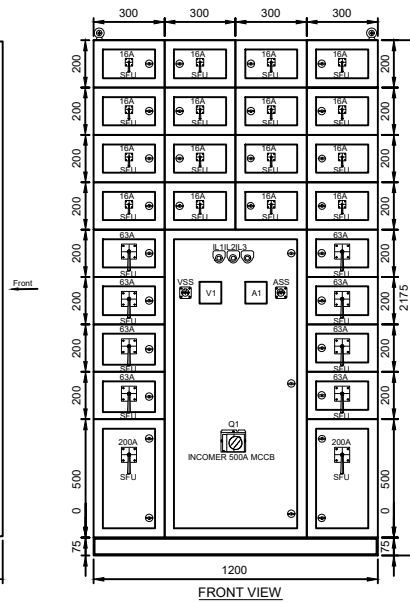 300 300 300 300
200 16A SFU 16A SFU 16A SFU 16A SFU 200
200 16A SFU 16A SFU 16A SFU 16A SFU 200
200 16A SFU 16A SFU 16A SFU 16A SFU 200
200 16A SFU 16A SFU 16A SFU 16A SFU 200
200 63A SFU IL1IL2IL3 63A SFU 200
Front
200 63A SFU VSS V1 A1 ASS 63A SFU 200
2175
200 63A SFU 63A SFU 200
200 63A SFU 63A SFU 200
Q1
INCOMER 500A MCCB
500 200A SFU 200A SFU 500
0 0
75 75
1200
FRONT VIEW